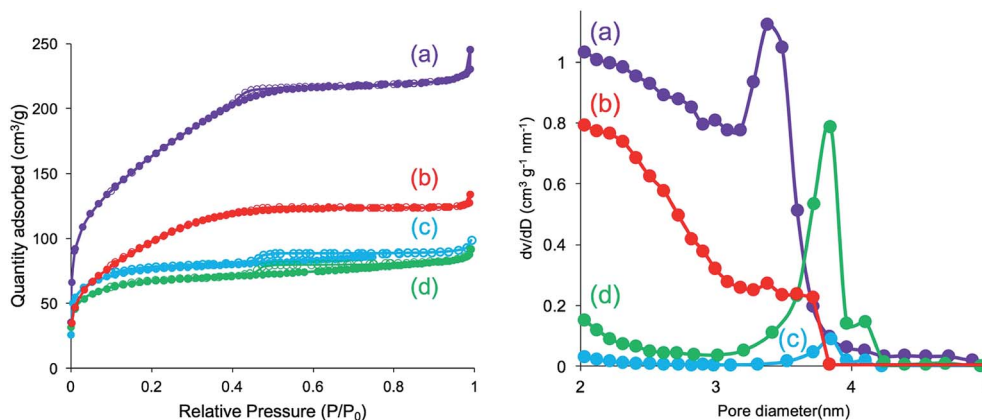 250
200
150
100
50
0
0
0.2
0.4
0.6
0.8
1
Quantity adsorbed (cm³/g)
Relative Pressure (P/P₀)
(a)
(b)
(c)
(d)
1
0.8
0.6
0.4
0.2
0
2
3
4
dv/dD (cm³ g⁻¹ nm⁻¹)
Pore diameter(nm)
(a)
(b)
(d)
(c)